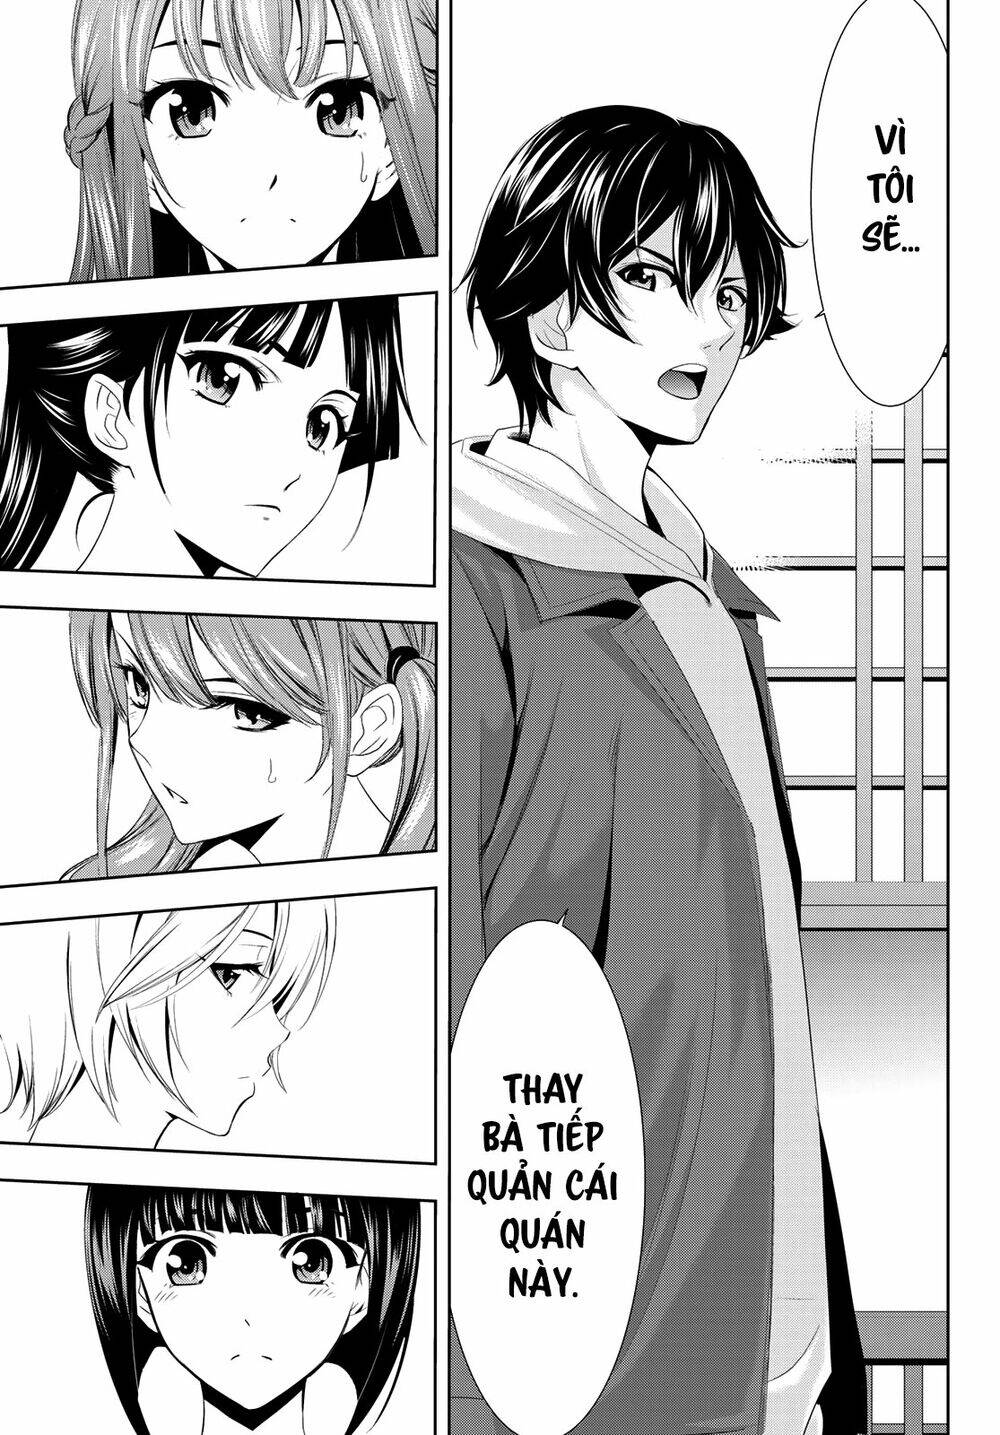 VÌ
TÔI
SẼ...
THAY
BÀ TIẾP
QUẢN CÁI
QUÁN
NÀY.